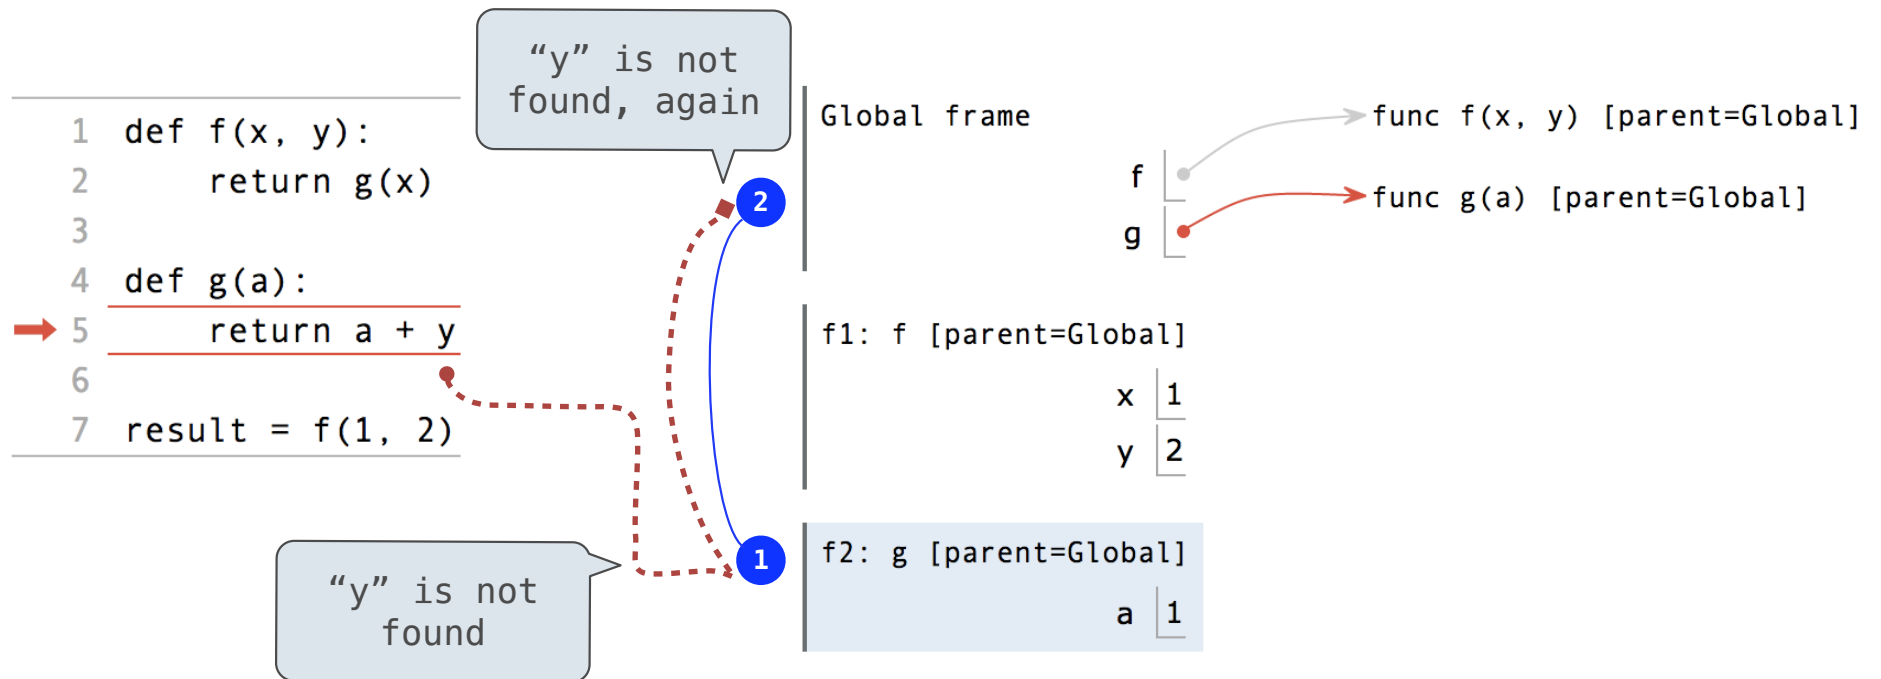 “y” is not
found, again
1 def f(x, y):
2 return g(x)
3
4 def g(a):
5 return a + y
6
7 result = f(1, 2)
“y” is not
found
2
1
Global frame
f
g
func f(x, y) [parent=Global]
func g(a) [parent=Global]
f1: f [parent=Global]
x 1
y 2
f2: g [parent=Global]
a 1